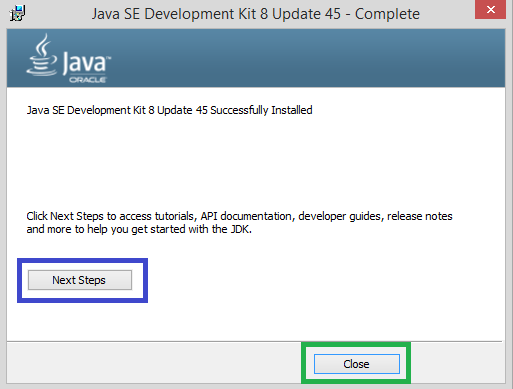 Java SE Development Kit 8 Update 45 - Complete
Java™
ORACLE
Java SE Development Kit 8 Update 45 Successfully Installed
Click Next Steps to access tutorials, API documentation, developer guides, release notes
and more to help you get started with the JDK.
Next Steps
Close